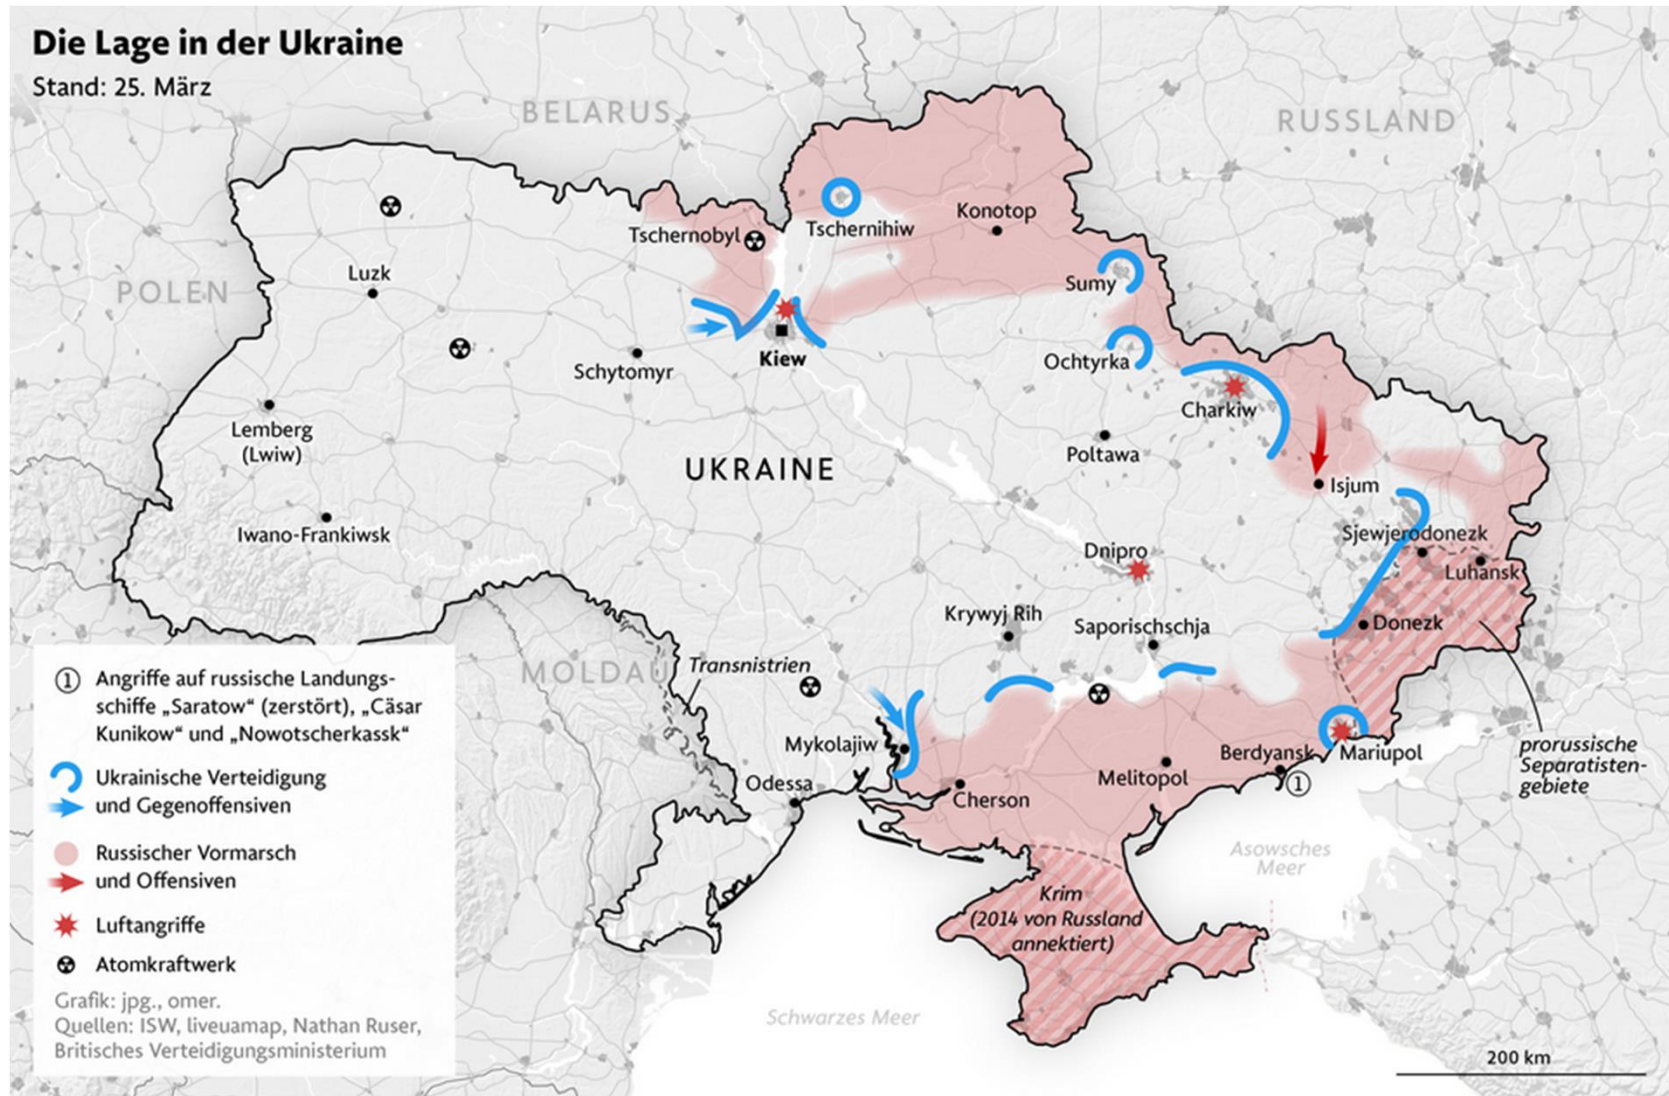 Die Lage in der Ukraine
Stand: 25. März
BELARUS
RUSSLAND
POLEN
Tschernobyl
Tschernihiw
Konotop
Luzk
Sumy
Schytomyr
Kiew
Ochtyrka
Charkiw
Lemberg
(Lwiw)
Poltawa
UKRAINE
Isjum
Iwano-Frankiwsk
Sjewjerodonezk
Dnipro
Luhansk
Krywyj Rih
Saporischschja
Donezk
MOLDAU
Transnistrien
Mykolajiw
Odessa
Cherson
Melitopol
Berdyansk
Mariupol
1
prorussische
Separatisten-
gebiete
Asowsches
Meer
Krim
(2014 von Russland
annektiert)
Schwarzes Meer
200 km
1 Angriffe auf russische Landungs-
schiffe „Saratow“ (zerstört), „Cäsar
Kunikow“ und „Nowotscherkassk“
Ukrainische Verteidigung
und Gegenoffensiven
Russischer Vormarsch
und Offensiven
Luftangriffe
Atomkraftwerk
Grafik: jpg., omer.
Quellen: ISW, liveuamap, Nathan Ruser,
Britisches Verteidigungsministerium